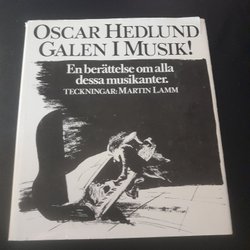 OSCAR HEDLUND
GALEN I MUSIK!
En berättelse om alla
dessa musikanter.
TECKNINGAR: MARTIN LAMM